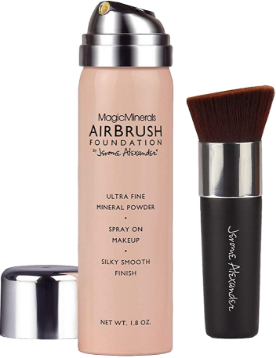 MagicMinerals
AIRBRUSH
FOUNDATION
by Jerome Alexander
ULTRA FINE
MINERAL POWDER
•
SPRAY ON
MAKEUP
•
SILKY SMOOTH
FINISH
NET WT. 1.8 OZ.
Jerome Alexander